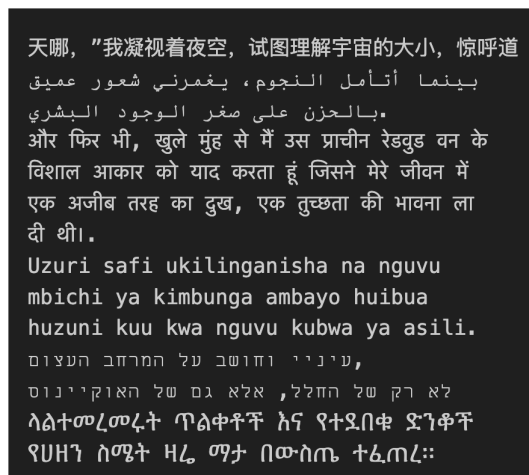 天哪，”我凝视着夜空，试图理解宇宙的大小，惊呼道
بينما أتأمل النجوم، يغمرني شعور عميق
بالحزن على صغر الوجود البشري.
और फिर भी, खुले मुंह से मैं उस प्राचीन रेडवुड वन के
विशाल आकार को याद करता हूं जिसने मेरे जीवन में
एक अजीब तरह का दुख, एक तुच्छता की भावना ला
दी थी।.
Uzuri safi ukilinganisha na nguvu
mbichi ya kimbunga ambayo huibua
huzuni kuu kwa nguvu kubwa ya asili.
עיניי וחושב על המרחב העצום,
לא רק של החלל, אלא גם של האוקיינוס
ላልተመረመሩት ጥልቀቶች እና የተደበቁ ድንቆች
የሀዘን ስሜት ዛሬ ማታ በውስጤ ተፈጠረ።